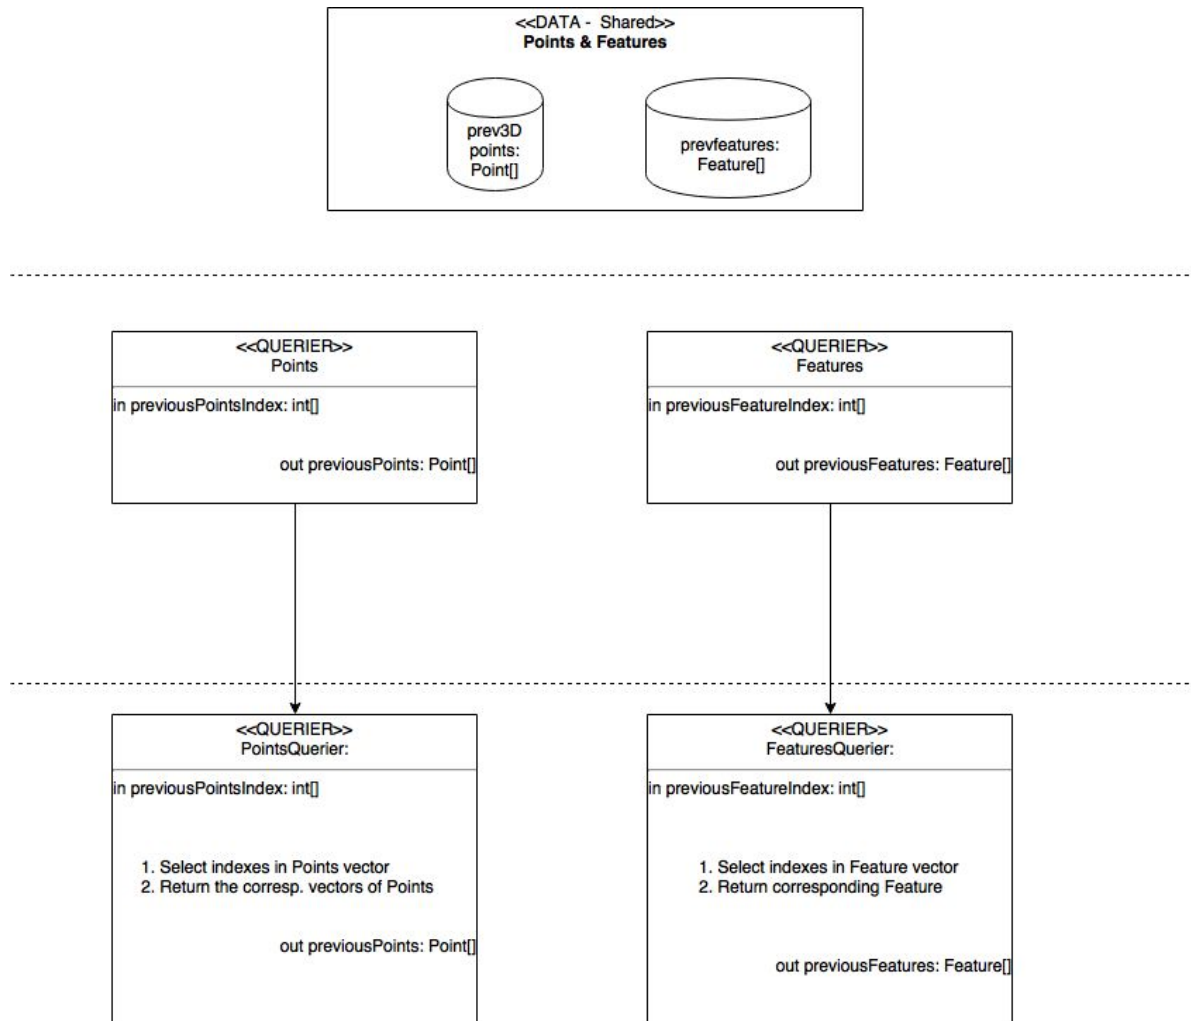 <<DATA - Shared>>
Points & Features
prev3D
points:
Point[]
prevfeatures:
Feature[]
<<QUERIER>>
Points
in previousPointsIndex: int[]
out previousPoints: Point[]
<<QUERIER>>
Features
in previousFeatureIndex: int[]
out previousFeatures: Feature[]
<<QUERIER>>
PointsQuerier:
in previousPointsIndex: int[]
1. Select indexes in Points vector
2. Return the corresp. vectors of Points
out previousPoints: Point[]
<<QUERIER>>
FeaturesQuerier:
in previousFeatureIndex: int[]
1. Select indexes in Feature vector
2. Return corresponding Feature
out previousFeatures: Feature[]